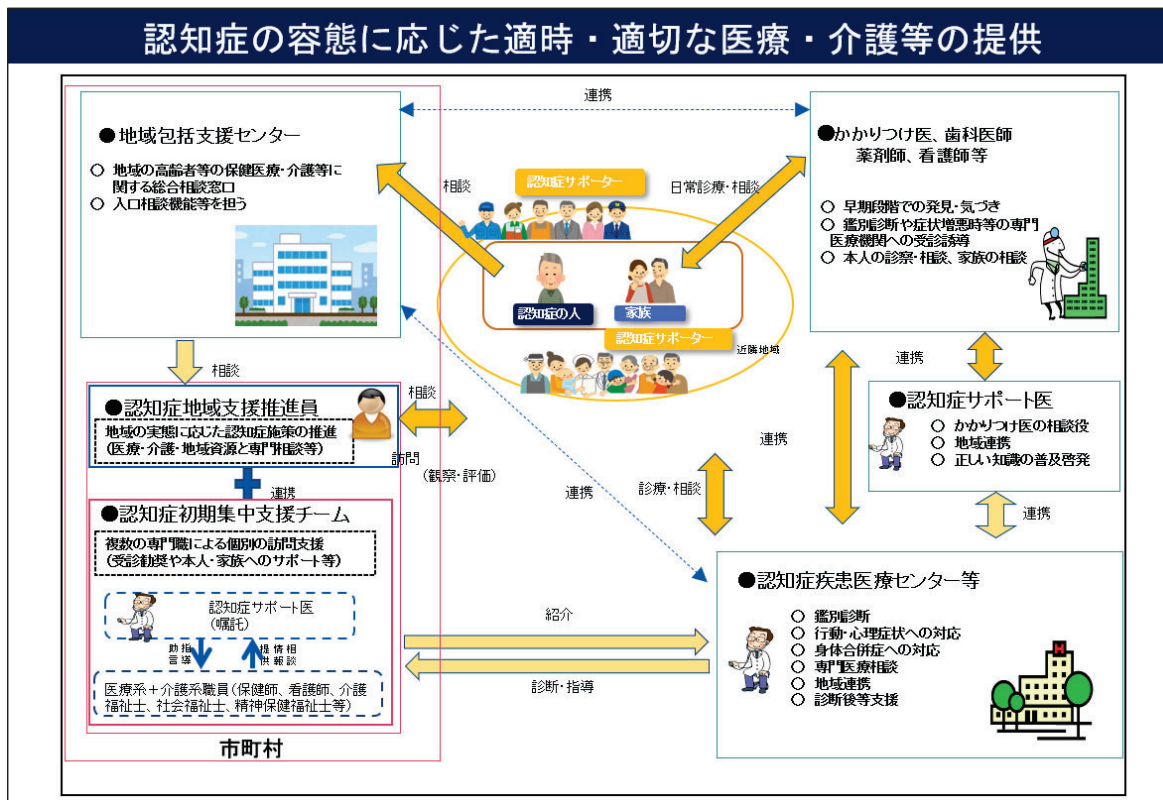 認知症の容態に応じた適時・適切な医療・介護等の提供
●地域包括支援センター
○ 地域の高齢者等の保健医療・介護等に
関する総合相談窓口
○ 入口相談機能等を担う
連携
●かかりつけ医、歯科医師
薬剤師、看護師等
○ 早期段階での発見・気づき
○ 鑑別診断や症状増悪時等の専門
医療機関への受診誘導
○ 本人の診察・相談、家族の相談
相談
認知症サポーター
日常診療・相談
認知症の人
家族
認知症サポーター
近隣地域
相談
●認知症地域支援推進員
地域の実態に応じた認知症施策の推進
(医療・介護・地域資源と専門相談等)
相談
訪問
(観察・評価)
連携
連携
連携
診療・相談
連携
●認知症サポート医
○ かかりつけ医の相談役
○ 地域連携
○ 正しい知識の普及啓発
連携
●認知症初期集中支援チーム
複数の専門職による個別の訪問支援
(受診勧奨や本人・家族へのサポート等)
認知症サポート医
(嘱託)
指導
助言
相談
情報
提供
医療系+介護系職員(保健師、看護師、介護
福祉士、社会福祉士、精神保健福祉士等)
市町村
紹介
診断・指導
●認知症疾患医療センター等
○ 鑑別診断
○ 行動・心理症状への対応
○ 身体合併症への対応
○ 専門医療相談
○ 地域連携
○ 診断後等支援
H